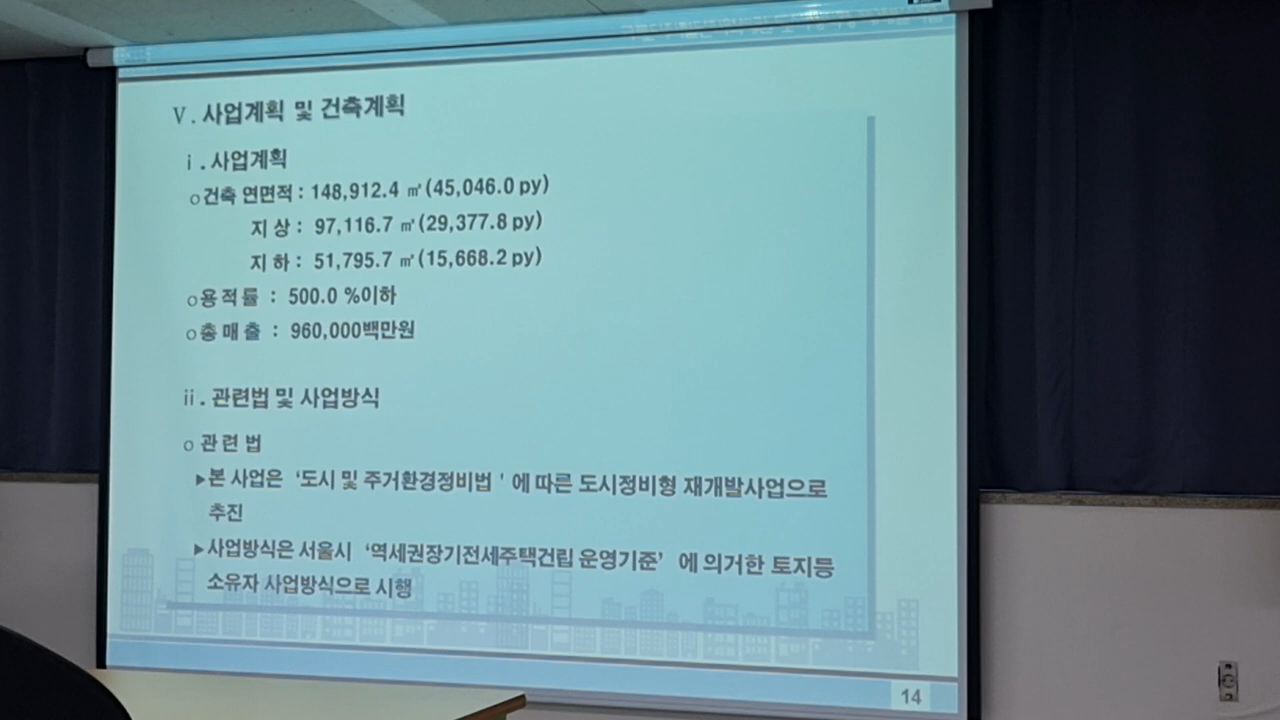 Ⅴ. 사업계획 및 건축계획
ⅰ. 사업계획
o건축 연면적 : 148,912.4 ㎡(45,046.0 py)
지 상 : 97,116.7 ㎡(29,377.8 py)
지 하 : 51,795.7 ㎡(15,668.2 py)
o용 적 률 : 500.0 %이하
o총 매 출 : 960,000백만원
ⅱ. 관련법 및 사업방식
o 관 련 법
▶본 사업은 ‘도시 및 주거환경정비법 ’ 에 따른 도시정비형 재개발사업으로
추진
▶사업방식은 서울시 ‘역세권장기전세주택건립 운영기준’ 에 의거한 토지등
소유자 사업방식으로 시행
14